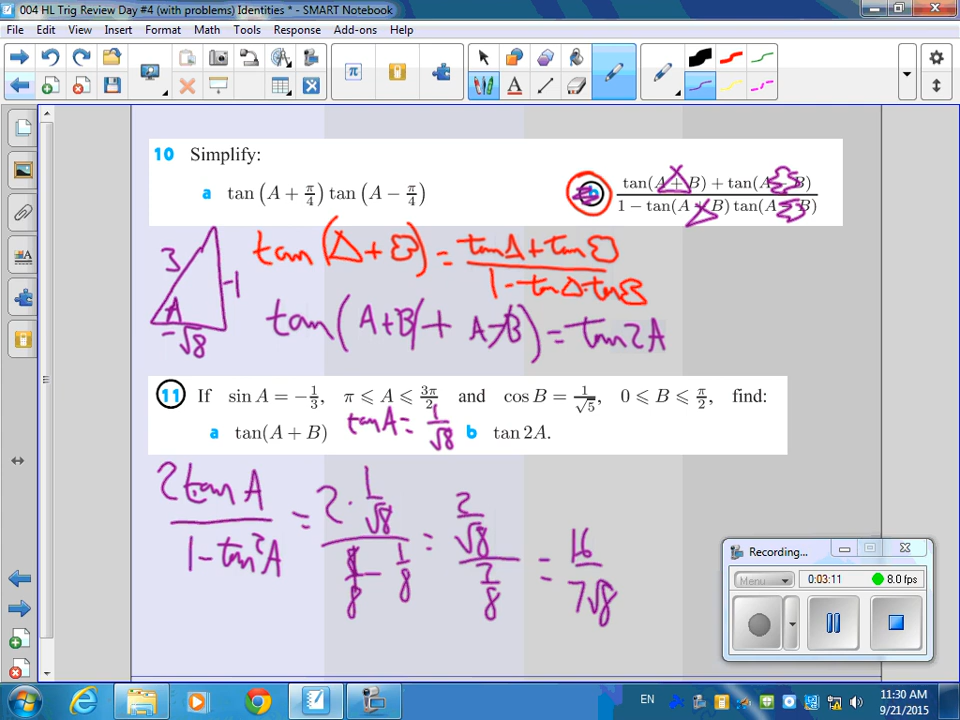 004 HL Trig Review Day #4 (with problems) Identities * - SMART Notebook
File Edit View Insert Format Math Tools Response Add-ons Help
10 Simplify:
a tan (A + π/4) tan (A − π/4)
b (tan(A + B) + tan(A − B))/(1 − tan(A + B) tan(A − B))
tan(Δ + Σ) = (tanΔ + tanΣ)/(1 - tanΔ·tanΣ)
3 -1 A -√8
tan(A+B + A-B) = tan2A
11 If sin A = −1/3, π ⩽ A ⩽ 3π/2 and cos B = 1/√5, 0 ⩽ B ⩽ π/2, find:
tanA = 1/√8
a tan(A + B) b tan 2A.
2tanA/(1-tan²A) = (2·1/√8)/(8/8 - 1/8) = (2/√8)/(7/8) = 16/7√8
Recording...
Menu 0:03:11 8.0 fps
EN 11:30 AM
9/21/2015